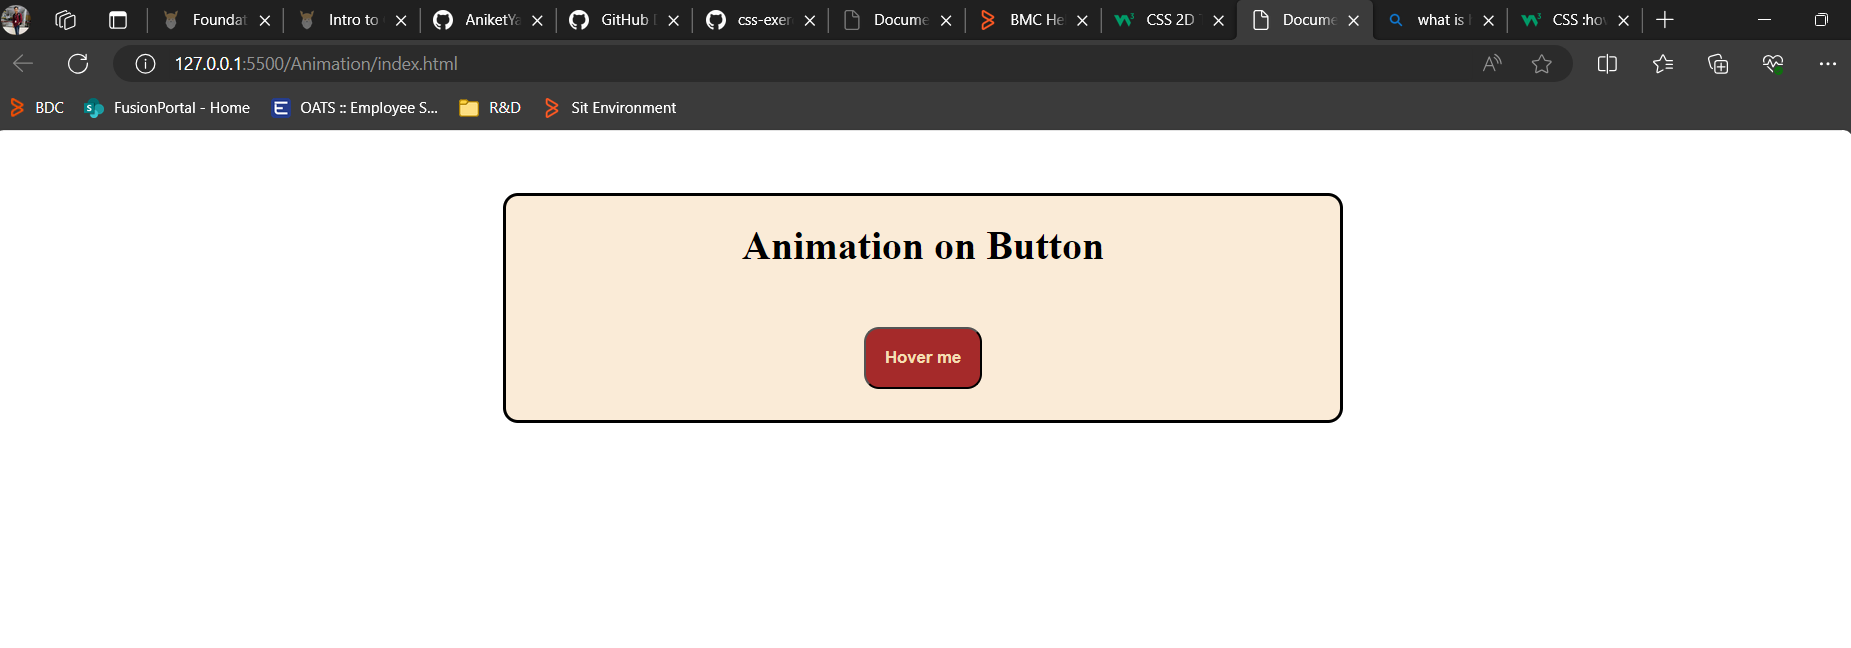 Foundat Intro to AniketYa GitHub css-exer Docume BMC He CSS 2D Docume what is CSS :ho
127.0.0.1:5500/Animation/index.html
BDC FusionPortal - Home OATS :: Employee S... R&D Sit Environment
Animation on Button
Hover me